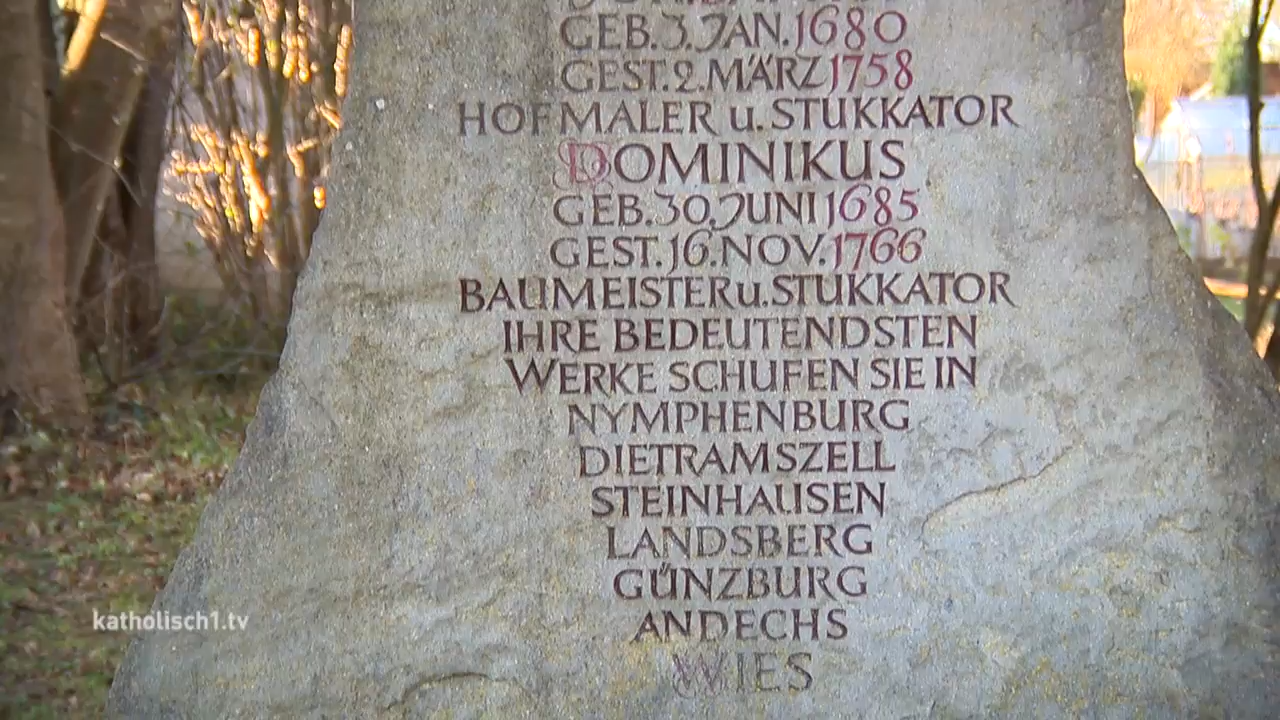 GEB. 3. JAN. 1680
GEST. 2. MÄRZ 1758
HOFMALER u. STUKKATOR
DOMINIKUS
GEB. 30. JUNI 1685
GEST. 16. NOV. 1766
BAUMEISTER u. STUKKATOR
IHRE BEDEUTENDSTEN
WERKE SCHUFEN SIE IN
NYMPHENBURG
DIETRAMSZELL
STEINHAUSEN
LANDSBERG
GÜNZBURG
ANDECHS
WIES
katholisch1.tv